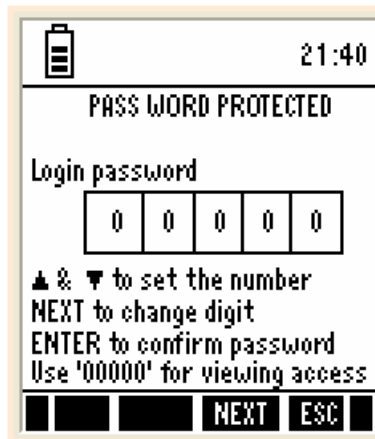 21:40
PASS WORD PROTECTED
Login password
0 0 0 0 0
▲ & ▼ to set the number
NEXT to change digit
ENTER to confirm password
Use '00000' for viewing access
NEXT ESC